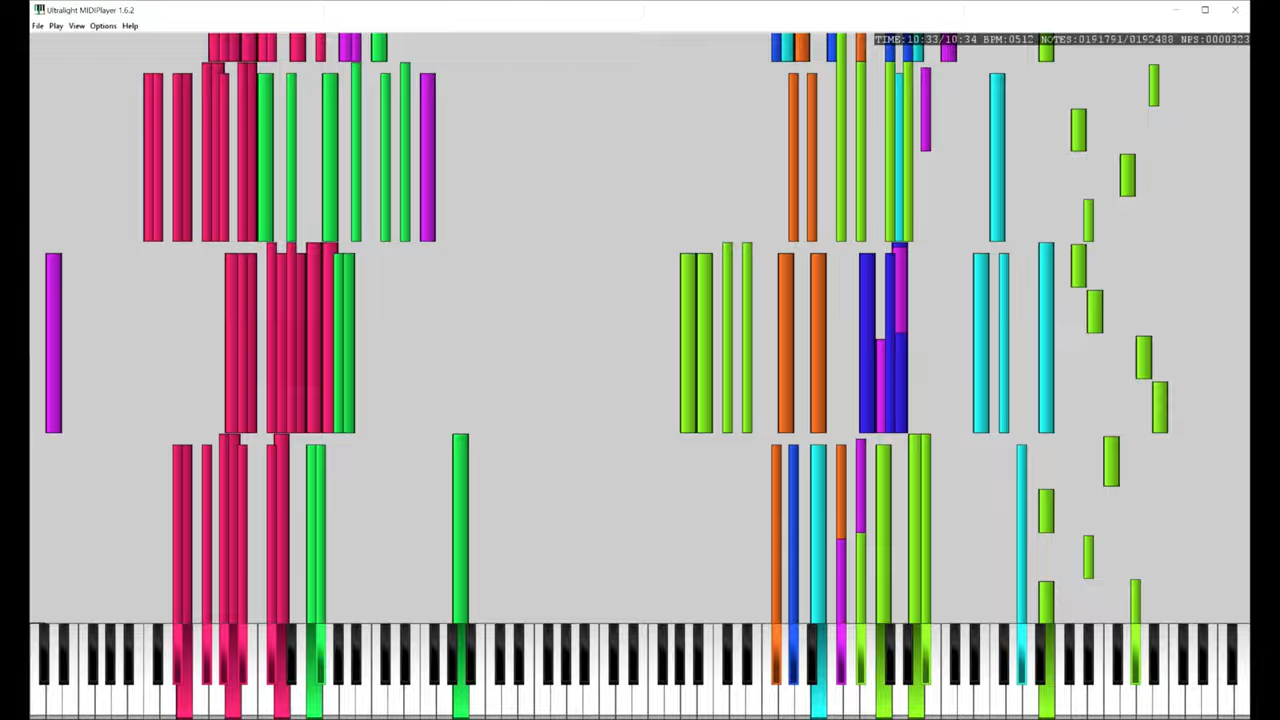 Ultralight MIDIPlayer 1.6.2
File Play View Options Help
TIME:10:33/10:34 BPM:0512 NOTES:0191791/0192488 NPS:0000323